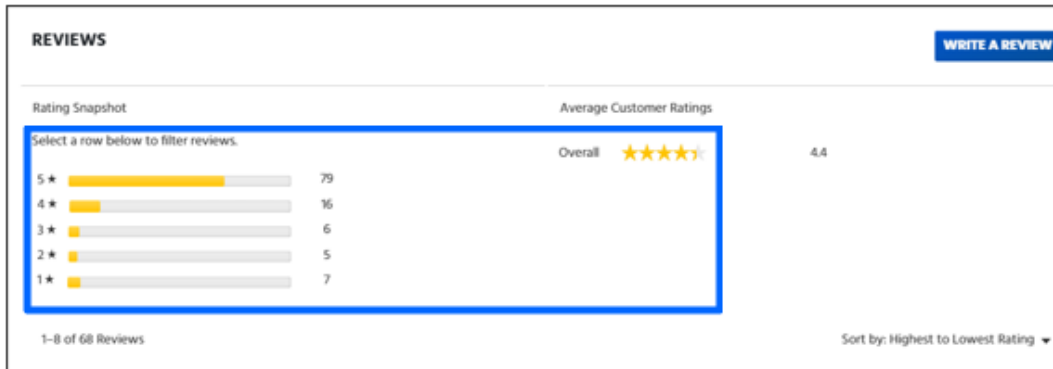 REVIEWS
WRITE A REVIEW
Rating Snapshot
Average Customer Ratings
Select a row below to filter reviews.
Overall ★★★★★ 4.4
5★ 79
4★ 16
3★ 6
2★ 5
1★ 7
1–8 of 68 Reviews
Sort by: Highest to Lowest Rating ▼